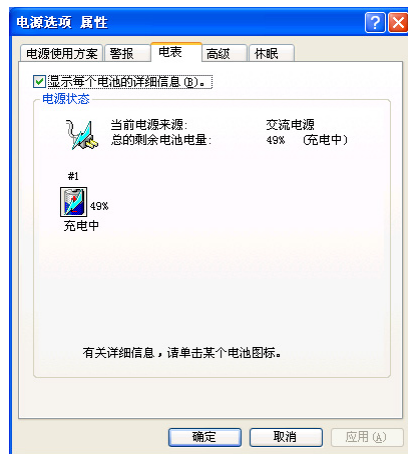 电源选项 属性
电源使用方案 警报 电表 高级 休眠
显示每个电池的详细信息(B)。
电源状态
当前电源来源: 交流电源
总的剩余电池电量: 49% (充电中)
#1
49%
充电中
有关详细信息，请单击某个电池图标。
确定 取消 应用(A)